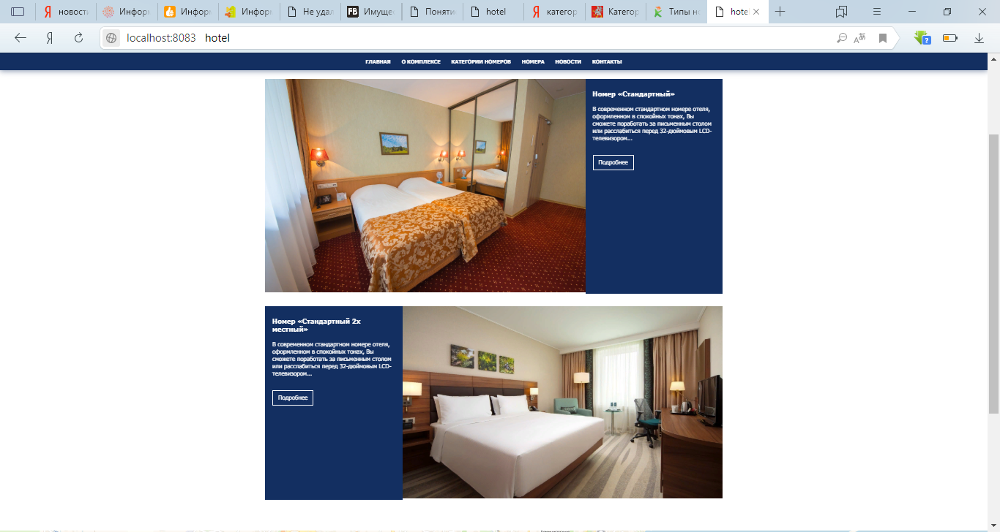 новост
Инфор
Инфор
Инфор
Не удал
FB Имущес
Поняти
hotel
Я категор
Категор
Типы но
hotel
Я
localhost:8083 hotel
ГЛАВНАЯ О КОМПЛЕКСЕ КАТЕГОРИИ НОМЕРОВ НОМЕРА НОВОСТИ КОНТАКТЫ
Номер «Стандартный»
В современном стандартном номере отеля,
оформленном в спокойных тонах, Вы
сможете поработать за письменным столом
или расслабиться перед 32-дюймовым LCD-
телевизором...
Подробнее
Номер «Стандартный 2х
местный»
В современном стандартном номере отеля,
оформленном в спокойных тонах, Вы
сможете поработать за письменным столом
или расслабиться перед 32-дюймовым LCD-
телевизором...
Подробнее